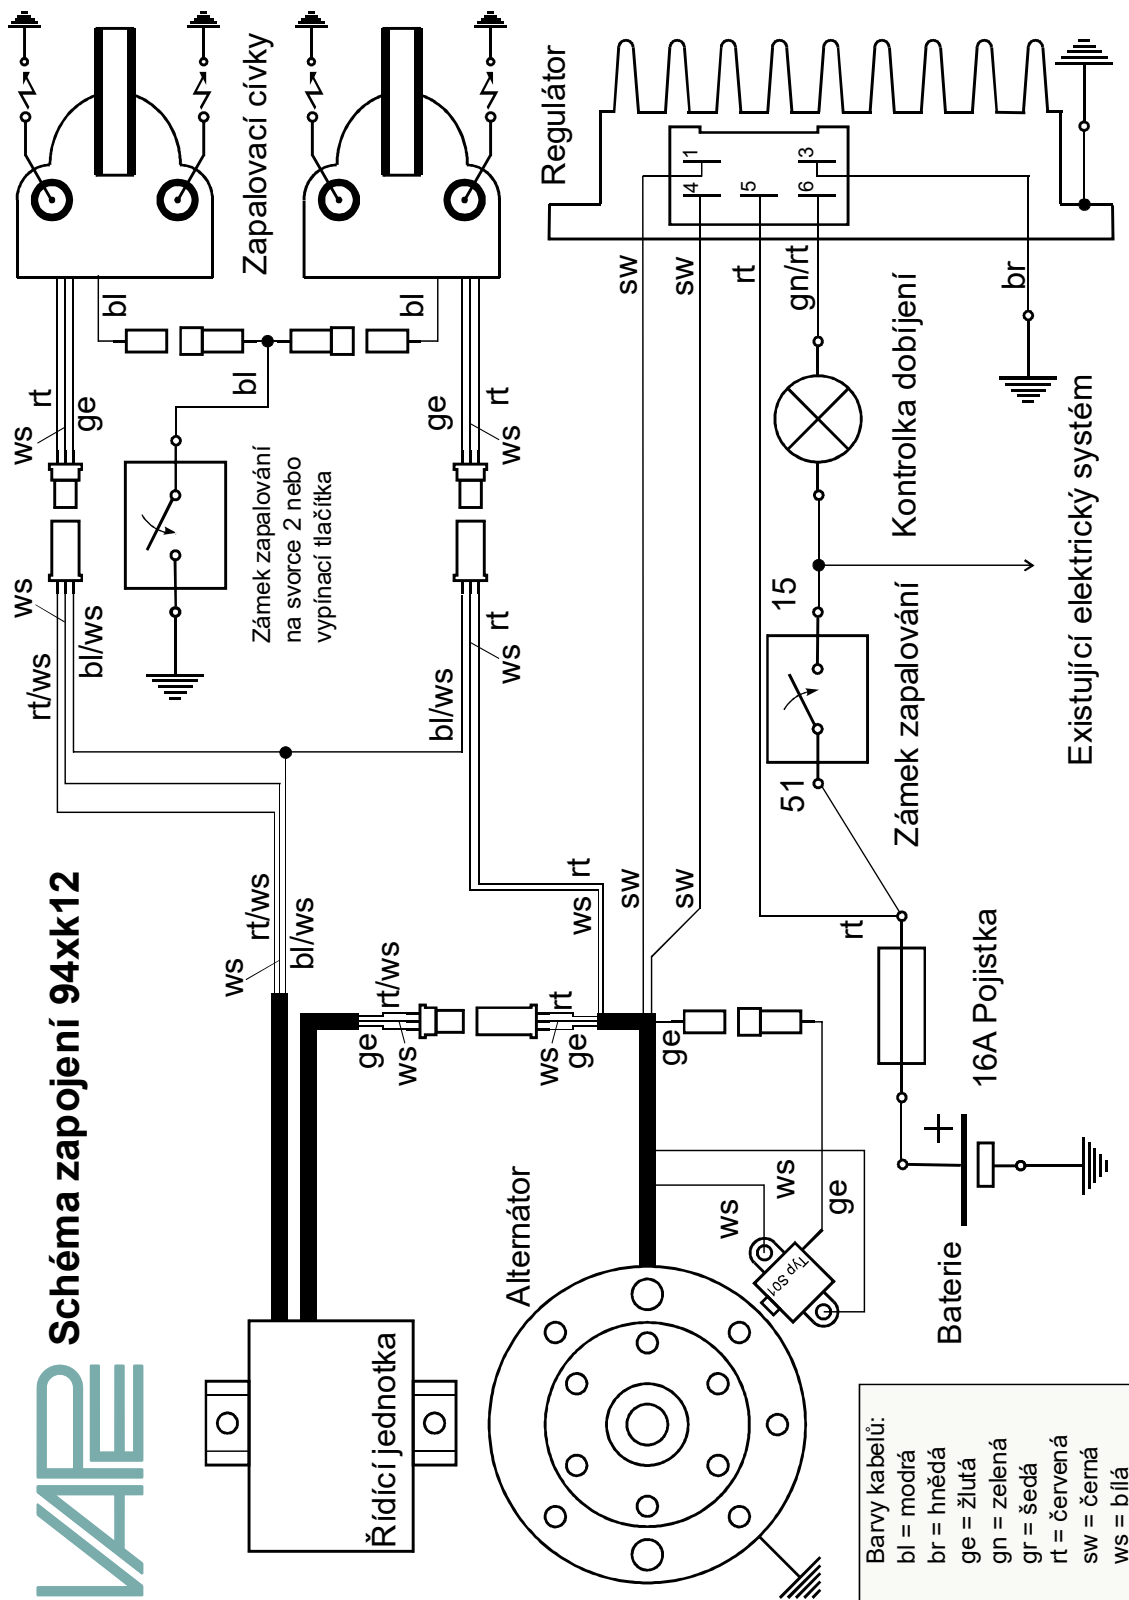 VAPE
Schéma zapojení 94xk12
Zapalovací cívky
Regulátor
1
3
4
5
6
bl
bl
bl
sw
sw
rt
gn/rt
br
rt
ws
ge
ge
rt
ws
Zámek zapalování
na svorce 2 nebo
vypínací tlačítka
Kontrolka dobíjení
Existující elektrický systém
ws
rt/ws
bl/ws
bl/ws
rt
ws
15
51
Zámek zapalování
ws
rt/ws
bl/ws
ws
rt
sw
sw
rt
16A Pojistka
ge
ws
rt/ws
ws
rt
ge
ge
ws
ws
ge
Typ S01
+
Baterie
Alternátor
Řídící jednotka
Barvy kabelů:
bl = modrá
br = hnědá
ge = žlutá
gn = zelená
gr = šedá
rt = červená
sw = černá
ws = bílá